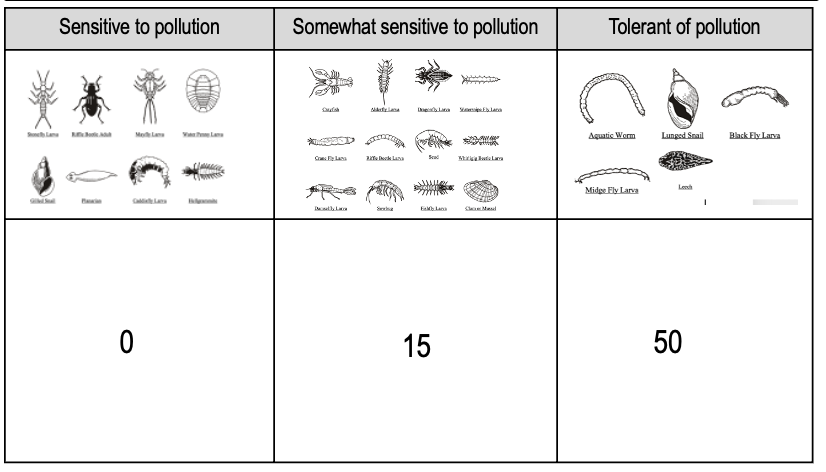 Sensitive to pollution
Somewhat sensitive to pollution
Tolerant of pollution
Stonefly Larva
Riffle Beetle Adult
Mayfly Larva
Water Penny Larva
Gilled Snail
Planarian
Caddisfly Larva
Hellgrammite
Crayfish
Alderfly Larva
Dragonfly Larva
Watersnipe Fly Larva
Crane Fly Larva
Riffle Beetle Larva
Scud
Whirligig Beetle Larva
Damselfly Larva
Sowbug
Fishfly Larva
Clam or Mussel
Aquatic Worm
Lunged Snail
Black Fly Larva
Midge Fly Larva
Leech
0
15
50